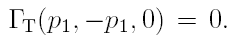 Γ_T(p_1, −p_1, 0) = 0.